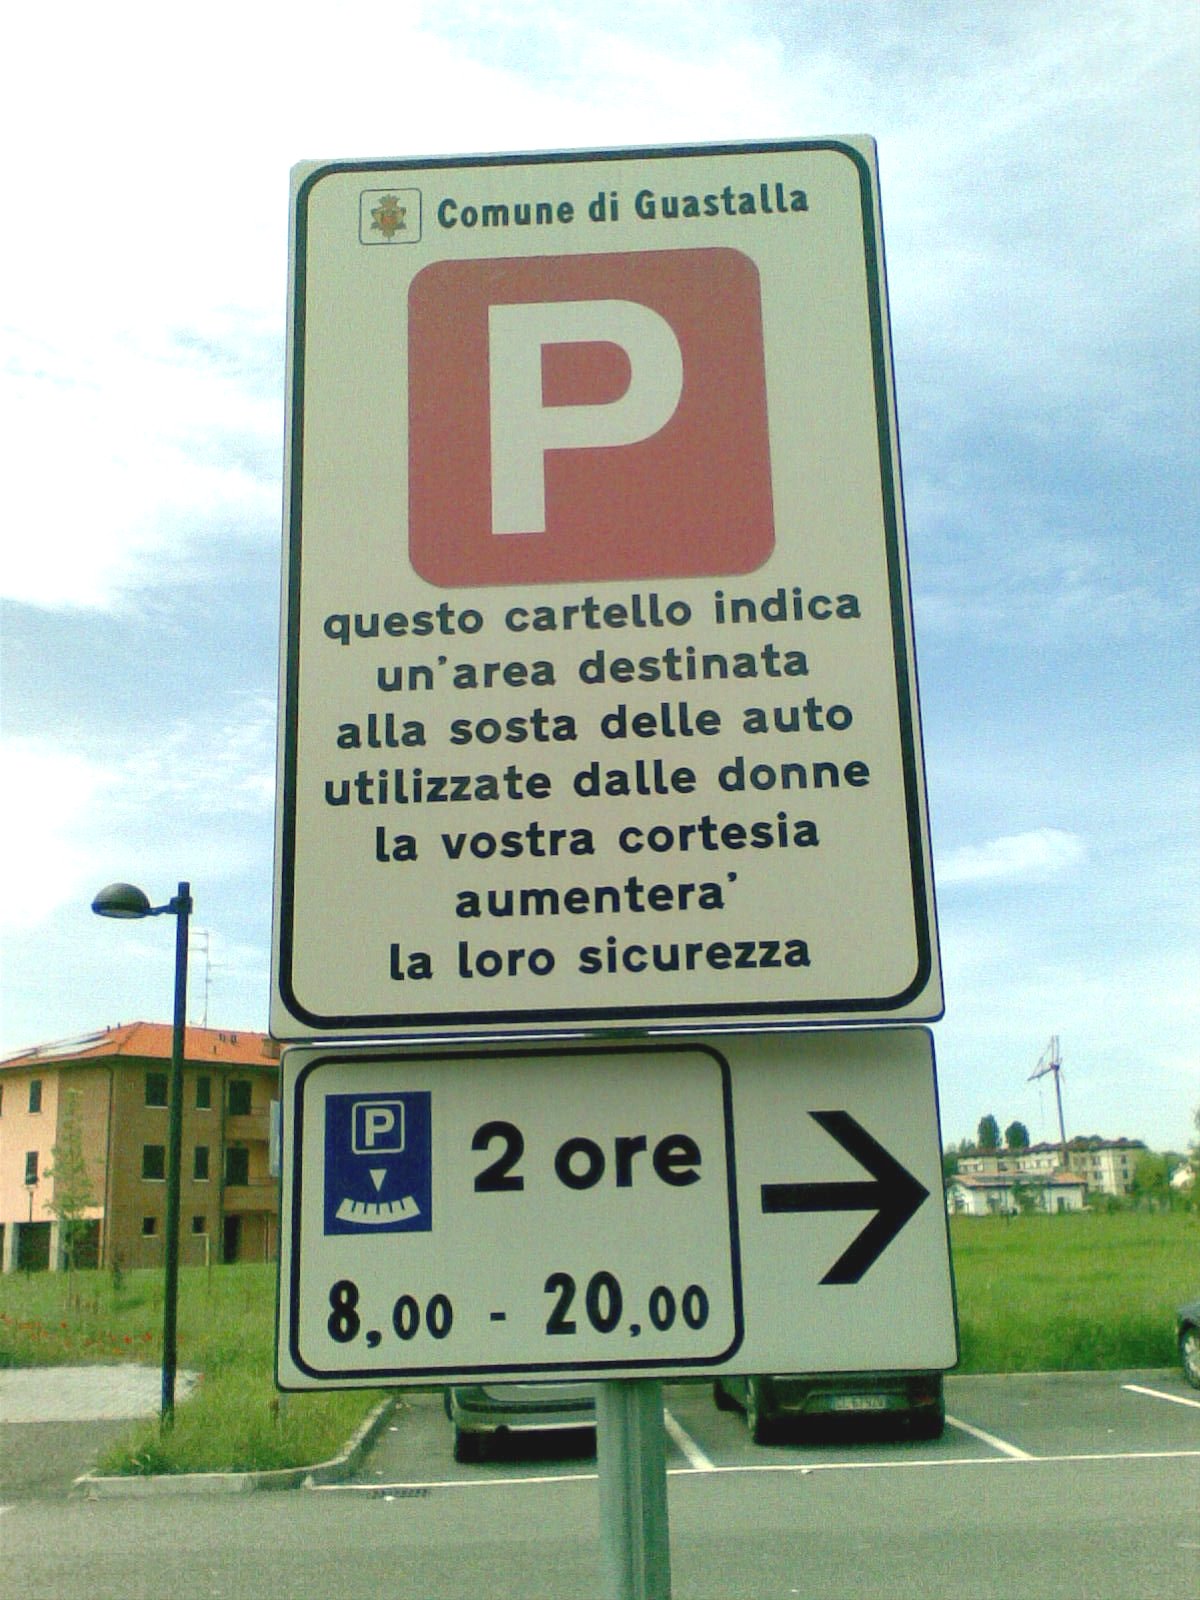 Comune di Guastalla
P
questo cartello indica
un'area destinata
alla sosta delle auto
utilizzate dalle donne
la vostra cortesia
aumentera'
la loro sicurezza
P
2 ore
8,00 - 20,00